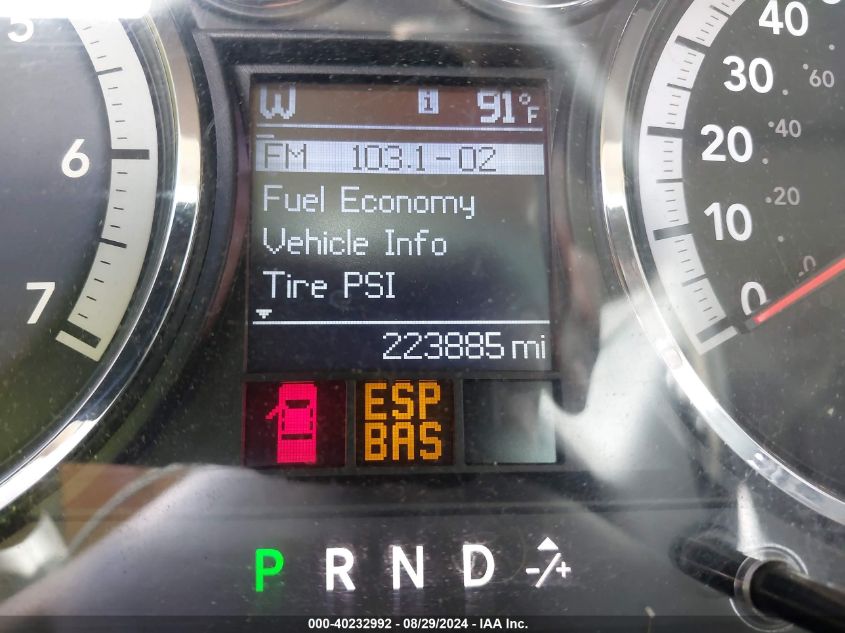 W i 91°F
FM 103.1-02
Fuel Economy
Vehicle Info
Tire PSI
223885 mi
ESP
BAS
P R N D -/+
5
6
7
40
30
20
10
0
60
40
20
0
000-40232992 / 08/29/2024 - IAA Inc.